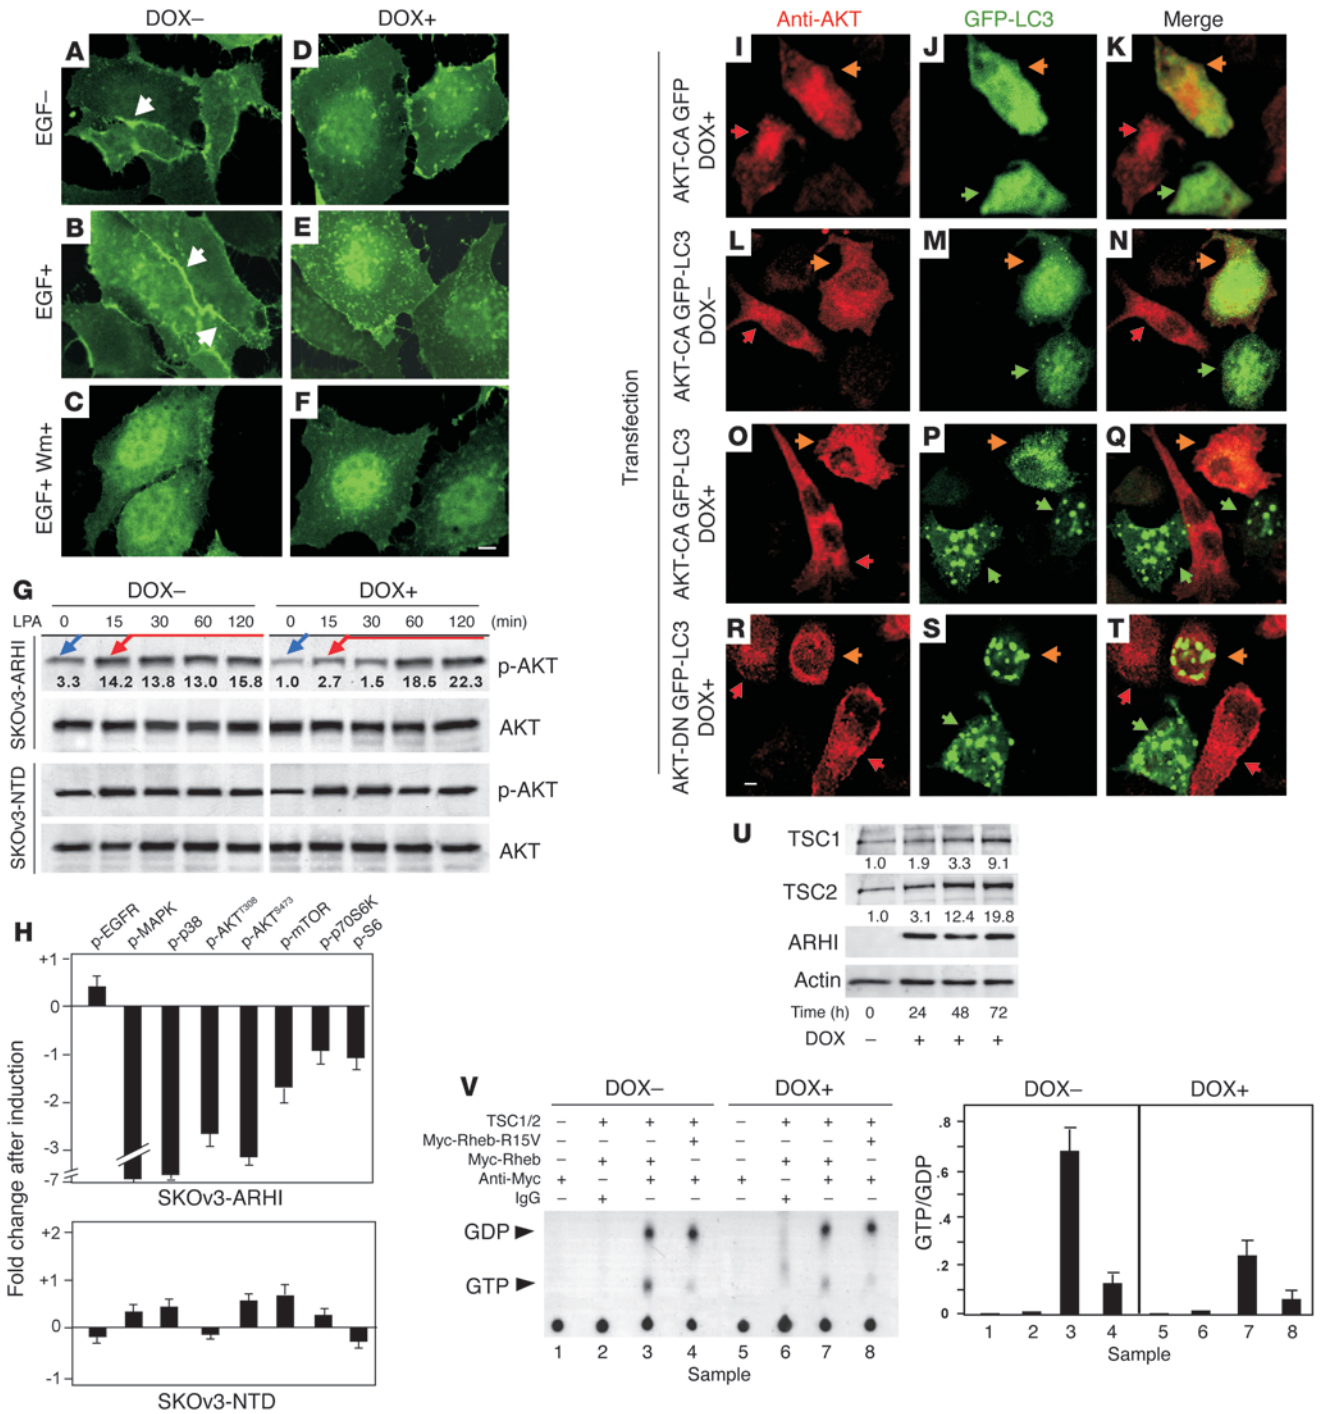 DOX– DOX+
EGF–
A D
EGF+
B E
EGF+ Wm+
C F
Anti-AKT GFP-LC3 Merge
Transfection
AKT-CA GFP
DOX+
I J K
AKT-CA GFP-LC3
DOX–
L M N
AKT-CA GFP-LC3
DOX+
O P Q
AKT-DN GFP-LC3
DOX+
R S T
G DOX– DOX+
LPA 0 15 30 60 120 0 15 30 60 120 (min)
SKOv3-ARHI
p-AKT
3.3 14.2 13.8 13.0 15.8 1.0 2.7 1.5 18.5 22.3
AKT
SKOv3-NTD
p-AKT
AKT
H p-EGFR p-MAPK p-p38 p-AKTT308 p-AKTS473 p-mTOR p-p70S6K p-S6
Fold change after induction
+1
0
-1
-2
-3
-7
SKOv3-ARHI
+2
+1
0
-1
SKOv3-NTD
U TSC1
1.0 1.9 3.3 9.1
TSC2
1.0 3.1 12.4 19.8
ARHI
Actin
Time (h) 0 24 48 72
DOX – + + +
V DOX– DOX+
TSC1/2 – + + + – + + +
Myc-Rheb-R15V – – – + – – – +
Myc-Rheb – + + – – + + –
Anti-Myc + – + + + – + +
IgG – + – – – + – –
GDP
GTP
1 2 3 4 5 6 7 8
Sample
DOX– DOX+
GTP/GDP
.8
.6
.4
.2
0
1 2 3 4 5 6 7 8
Sample